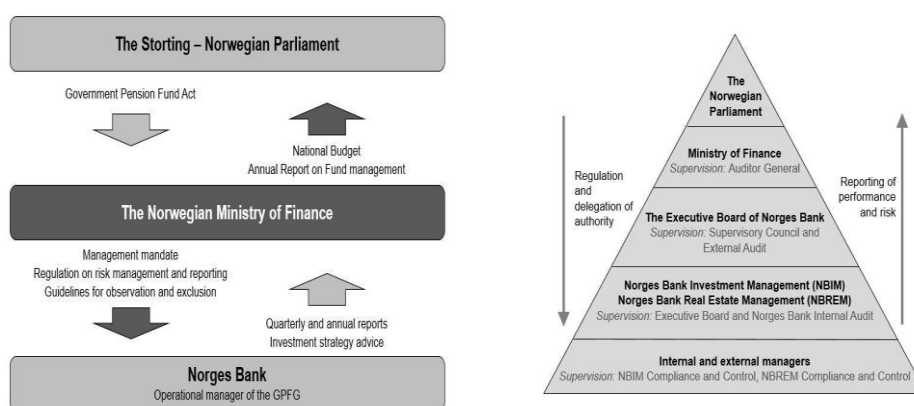 The Storting – Norwegian Parliament
Government Pension Fund Act
National Budget
Annual Report on Fund management
The Norwegian Ministry of Finance
Management mandate
Regulation on risk management and reporting
Guidelines for observation and exclusion
Quarterly and annual reports
Investment strategy advice
Norges Bank
Operational manager of the GPFG
The
Norwegian
Parliament
Ministry of Finance
Supervision: Auditor General
Regulation
and
delegation of
authority
The Executive Board of Norges Bank
Supervision: Supervisory Council and
External Audit
Reporting of
performance
and risk
Norges Bank Investment Management (NBIM)
Norges Bank Real Estate Management (NBREM)
Supervision: Executive Board and Norges Bank Internal Audit
Internal and external managers
Supervision: NBIM Compliance and Control, NBREM Compliance and Control